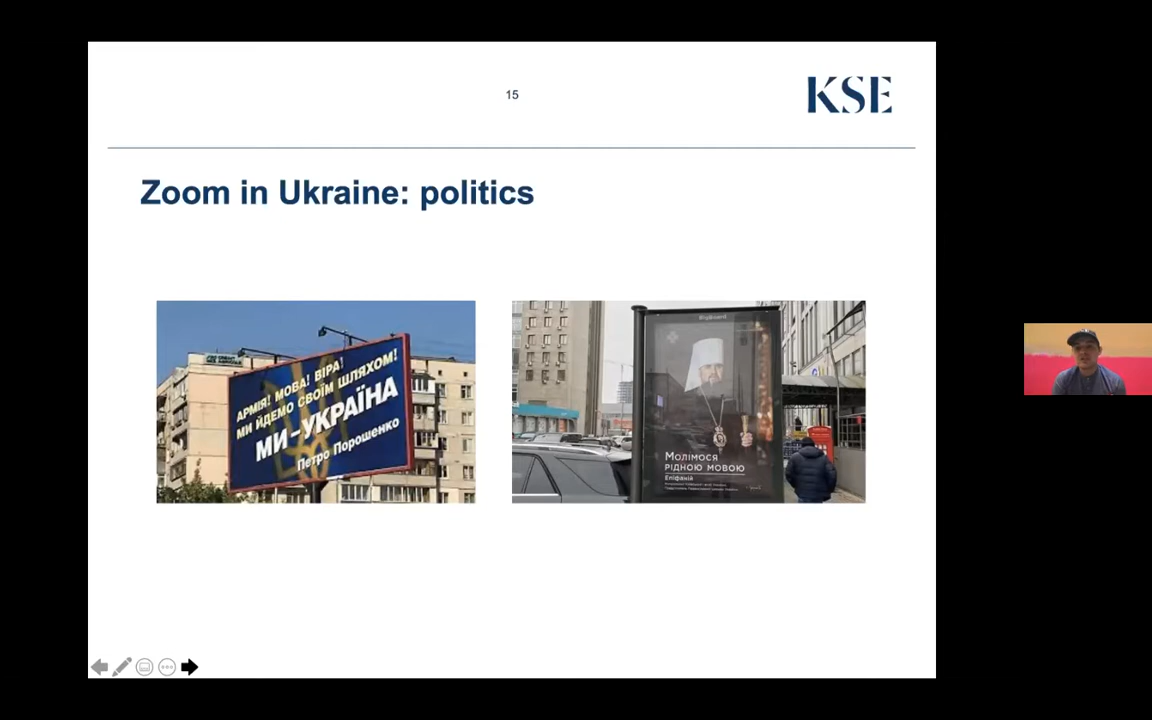 15
KSE
Zoom in Ukraine: politics
АРМІЯ! МОВА! ВІРА!
МИ ЙДЕМО СВОЇМ ШЛЯХОМ!
МИ-УКРАЇНА
Петро Порошенко
Молімося
рідною мовою
Епіфаній